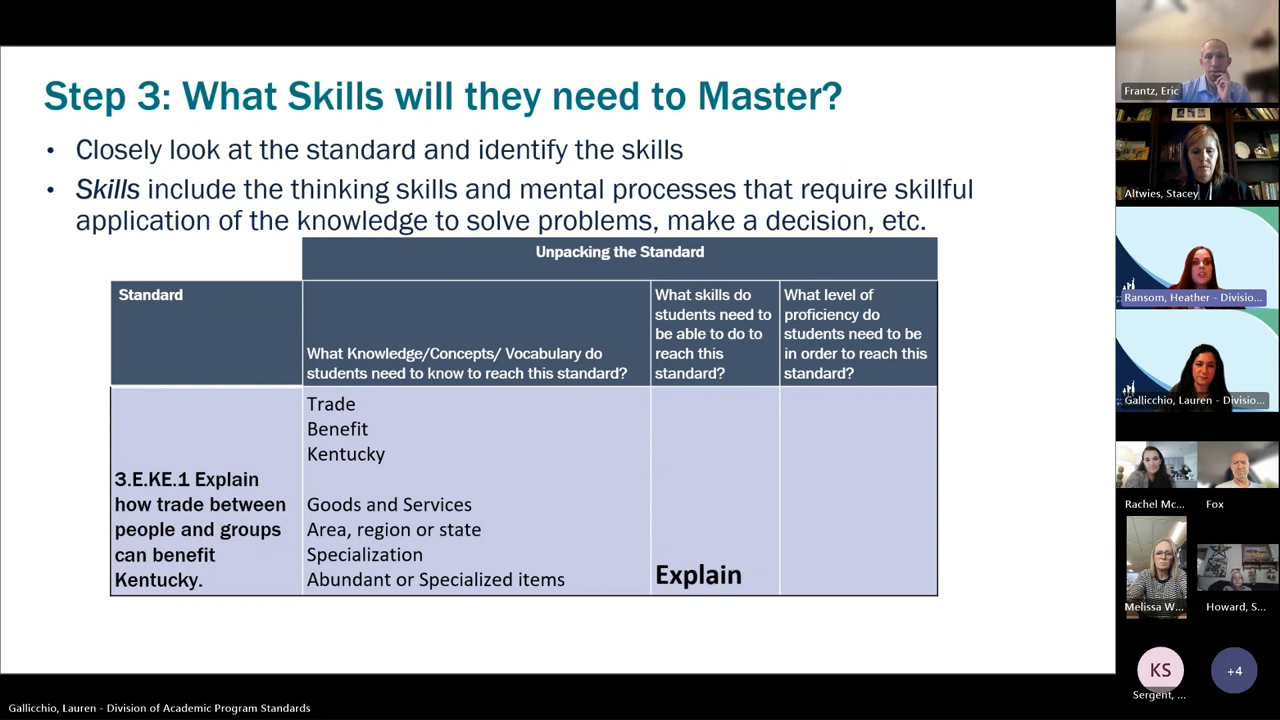 Step 3: What Skills will they need to Master?
• Closely look at the standard and identify the skills
• Skills include the thinking skills and mental processes that require skillful
application of the knowledge to solve problems, make a decision, etc.
Unpacking the Standard
Standard
What Knowledge/Concepts/ Vocabulary do
students need to know to reach this standard?
What skills do
students need to
be able to do to
reach this
standard?
What level of
proficiency do
students need to be
in order to reach this
standard?
3.E.KE.1 Explain
how trade between
people and groups
can benefit
Kentucky.
Trade
Benefit
Kentucky
Goods and Services
Area, region or state
Specialization
Abundant or Specialized items
Explain
Frantz, Eric
Altwies, Stacey
Ransom, Heather - Divisio...
Gallicchio, Lauren - Divisio...
Rachel Mc...
Fox
Melissa W...
Howard, S...
KS
Sergent, ...
+4
Gallicchio, Lauren - Division of Academic Program Standards